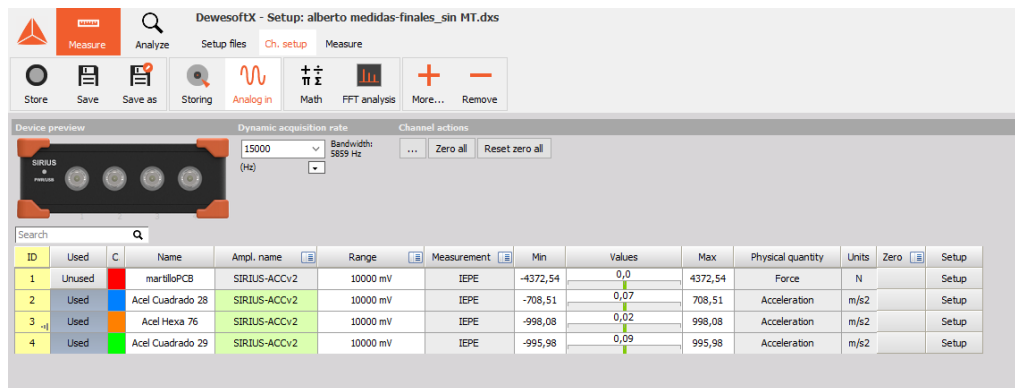 DewesoftX - Setup: alberto medidas-finales_sin MT.dxs
Measure Analyze Setup files Ch. setup Measure
Store Save Save as Storing Analog in Math FFT analysis More... Remove
Device preview Dynamic acquisition rate Channel actions
15000 Bandwidth: 5859 Hz ... Zero all Reset zero all
(Hz)
SIRIUS
Search
ID Used C Name Ampl. name Range Measurement Min Values Max Physical quantity Units Zero Setup
1 Unused martilloPCB SIRIUS-ACCv2 10000 mV IEPE -4372,54 0,0 4372,54 Force N Setup
2 Used Acel Cuadrado 28 SIRIUS-ACCv2 10000 mV IEPE -708,51 0,07 708,51 Acceleration m/s2 Setup
3 Used Acel Hexa 76 SIRIUS-ACCv2 10000 mV IEPE -998,08 0,02 998,08 Acceleration m/s2 Setup
4 Used Acel Cuadrado 29 SIRIUS-ACCv2 10000 mV IEPE -995,98 0,09 995,98 Acceleration m/s2 Setup